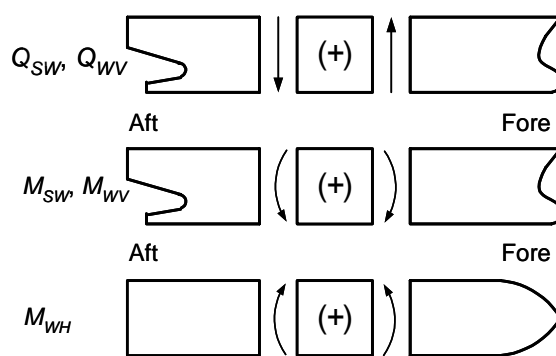 Q_SW, Q_WV (+)
Aft Fore
M_SW, M_WV (+)
Aft Fore
M_WH (+)